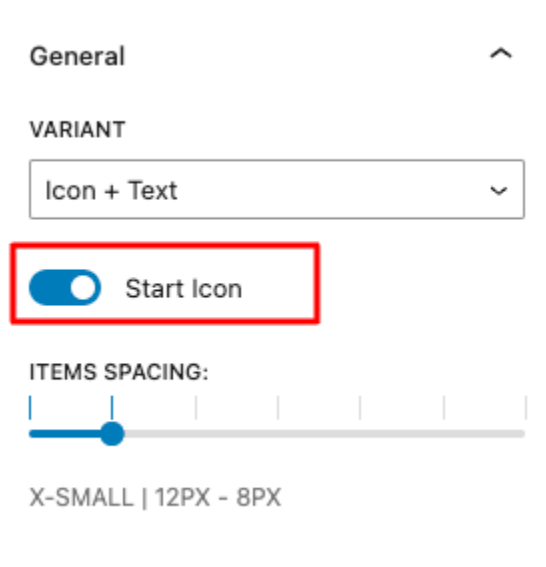 General
VARIANT
Icon + Text
Start Icon
ITEMS SPACING:
X-SMALL | 12PX - 8PX